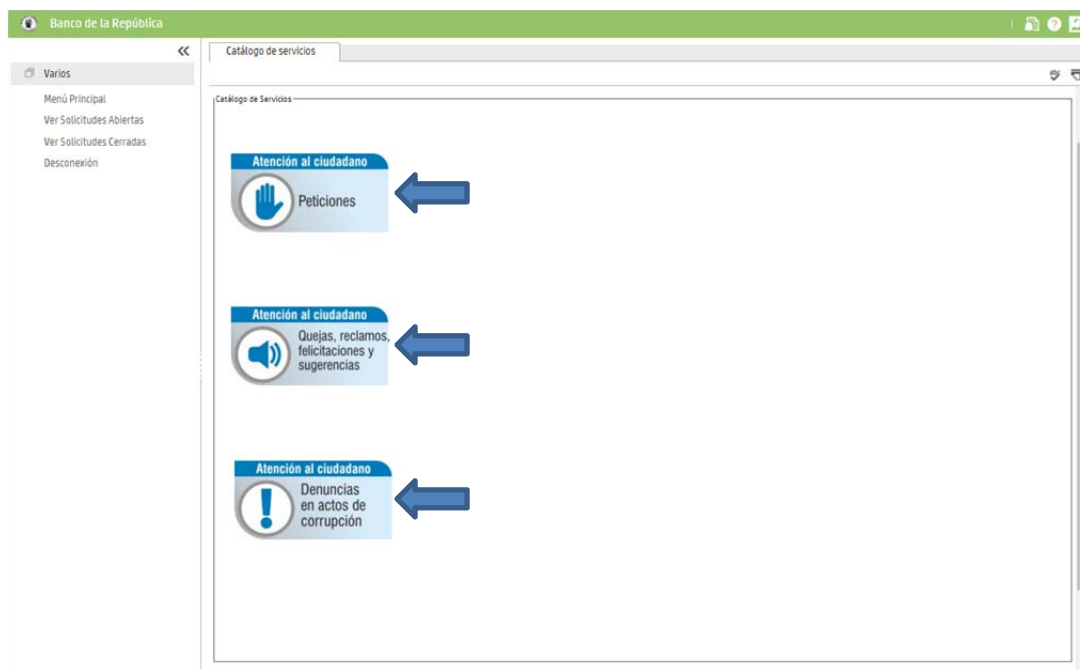 Banco de la República
Catálogo de servicios
Varios
Menú Principal
Ver Solicitudes Abiertas
Ver Solicitudes Cerradas
Desconexión
Catálogo de Servicios
Atención al ciudadano
Peticiones
Atención al ciudadano
Quejas, reclamos,
felicitaciones y
sugerencias
Atención al ciudadano
Denuncias
en actos de
corrupción